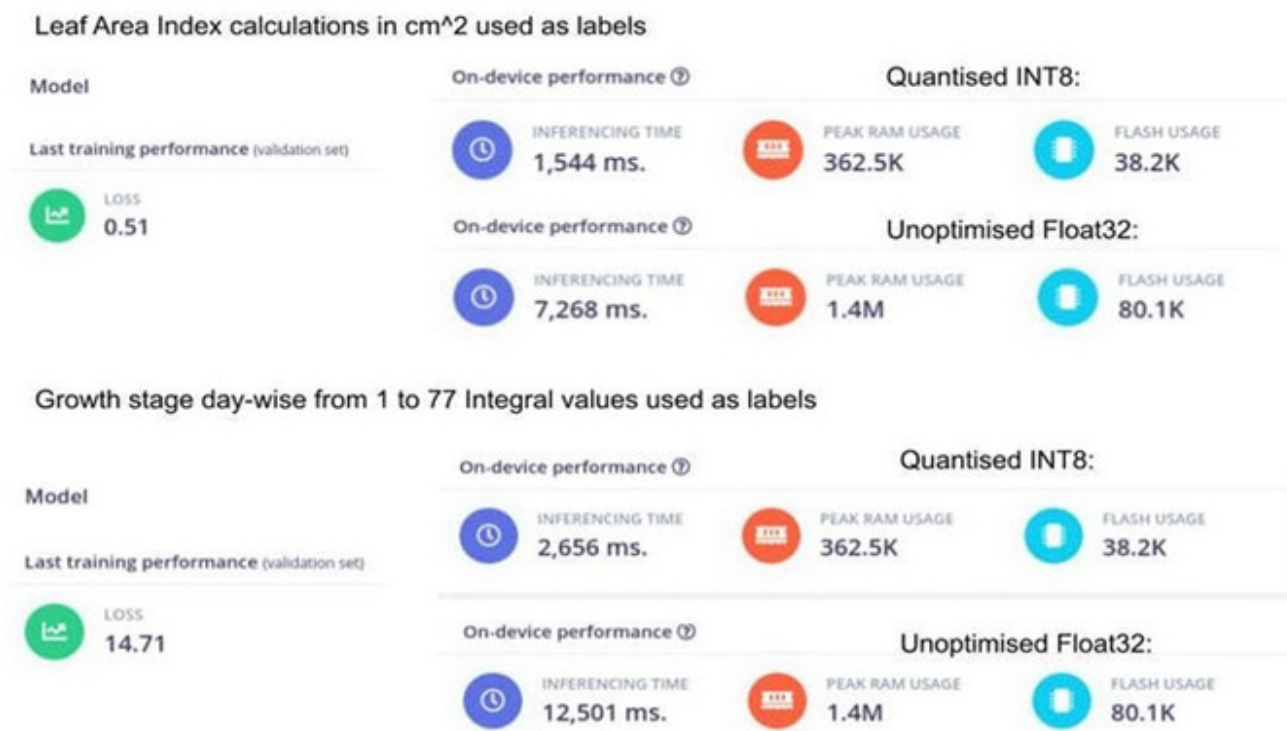 Leaf Area Index calculations in cm^2 used as labels
Model
Last training performance (validation set)
LOSS
0.51
On-device performance ?
Quantised INT8:
INFERENCING TIME
1,544 ms.
PEAK RAM USAGE
362.5K
FLASH USAGE
38.2K
On-device performance ?
Unoptimised Float32:
INFERENCING TIME
7,268 ms.
PEAK RAM USAGE
1.4M
FLASH USAGE
80.1K
Growth stage day-wise from 1 to 77 Integral values used as labels
Model
Last training performance (validation set)
LOSS
14.71
On-device performance ?
Quantised INT8:
INFERENCING TIME
2,656 ms.
PEAK RAM USAGE
362.5K
FLASH USAGE
38.2K
On-device performance ?
Unoptimised Float32:
INFERENCING TIME
12,501 ms.
PEAK RAM USAGE
1.4M
FLASH USAGE
80.1K